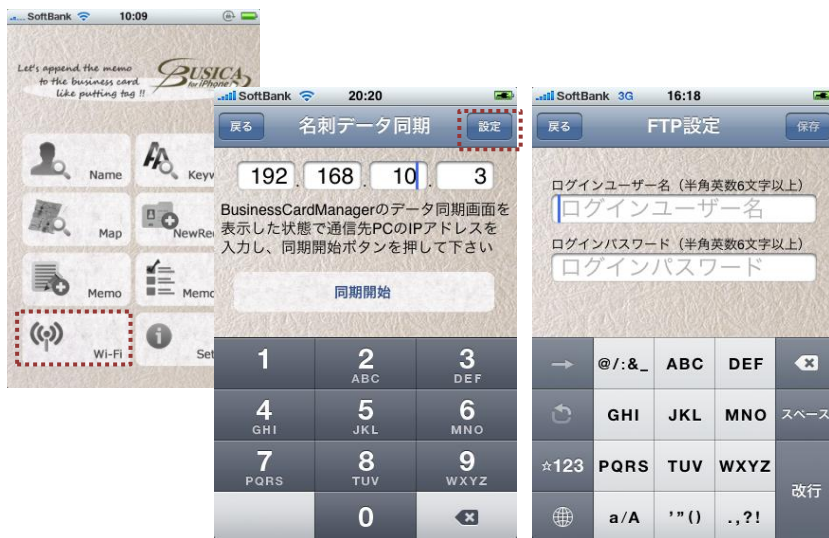 SoftBank 10:09
Let's append the memo
to the business card
like putting tag !!
BUSICA
for iPhone
Name
Map
NewRe
Memo
Memo
Wi-Fi
SoftBank 20:20
戻る 名刺データ同期 設定
192 . 168 . 10 . 3
BusinessCardManagerのデータ同期画面を
表示した状態で通信先PCのIPアドレスを
入力し、同期開始ボタンを押して下さい
同期開始
1 2 3
ABC DEF
4 5 6
GHI JKL MNO
7 8 9
PQRS TUV WXYZ
0
SoftBank 3G 16:18
戻る FTP設定 保存
ログインユーザー名（半角英数6文字以上）
ログインユーザー名
ログインパスワード（半角英数6文字以上）
ログインパスワード
→ @/:&_ ABC DEF
GHI JKL MNO スペース
☆123 PQRS TUV WXYZ
改行
a/A '"() .,?!